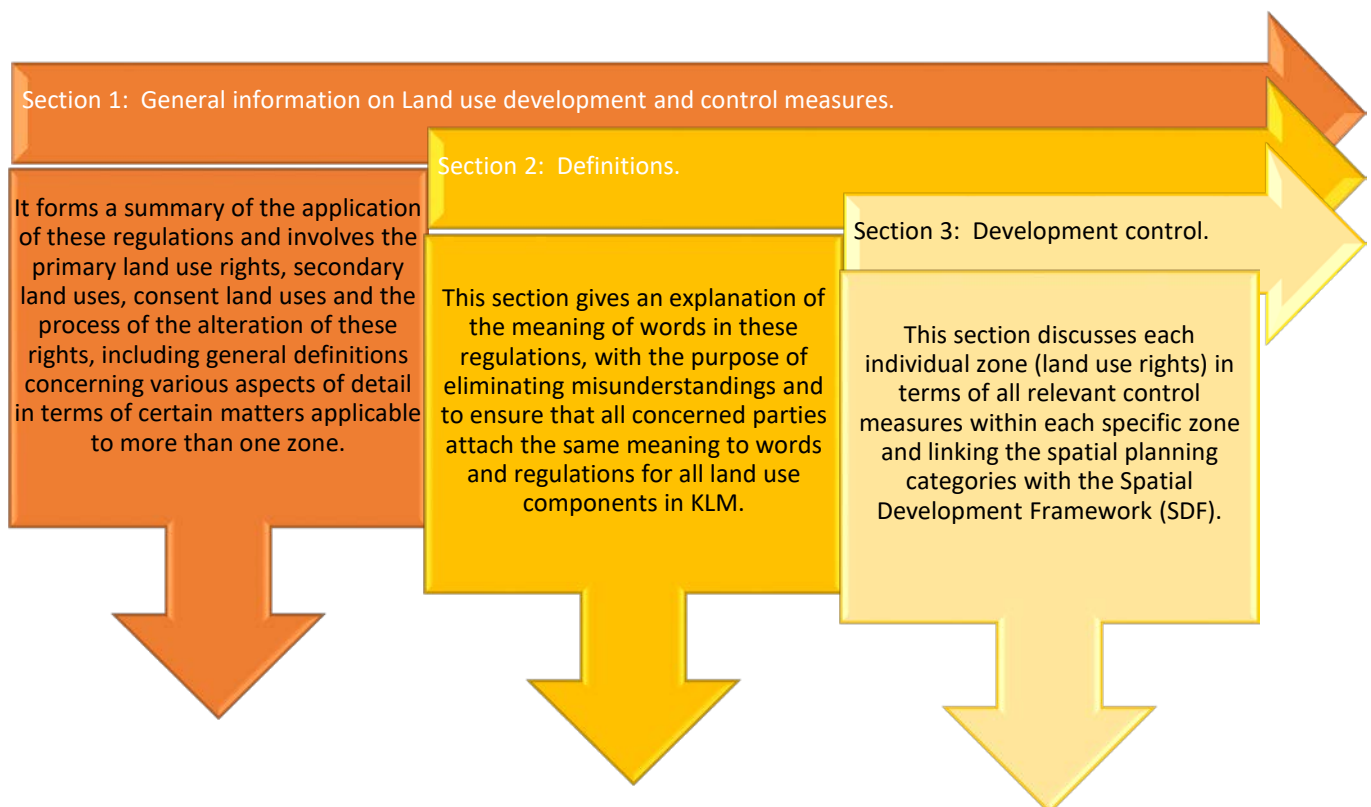 Section 1:  General information on Land use development and control measures.
It forms a summary of the application
of these regulations and involves the
primary land use rights, secondary
land uses, consent land uses and the
process of the alteration of these
rights, including general definitions
concerning various aspects of detail
in terms of certain matters applicable
to more than one zone.
Section 2:  Definitions.
This section gives an explanation of
the meaning of words in these
regulations, with the purpose of
eliminating misunderstandings and
to ensure that all concerned parties
attach the same meaning to words
and regulations for all land use
components in KLM.
Section 3:  Development control.
This section discusses each
individual zone (land use rights) in
terms of all relevant control
measures within each specific zone
and linking the spatial planning
categories with the Spatial
Development Framework (SDF).